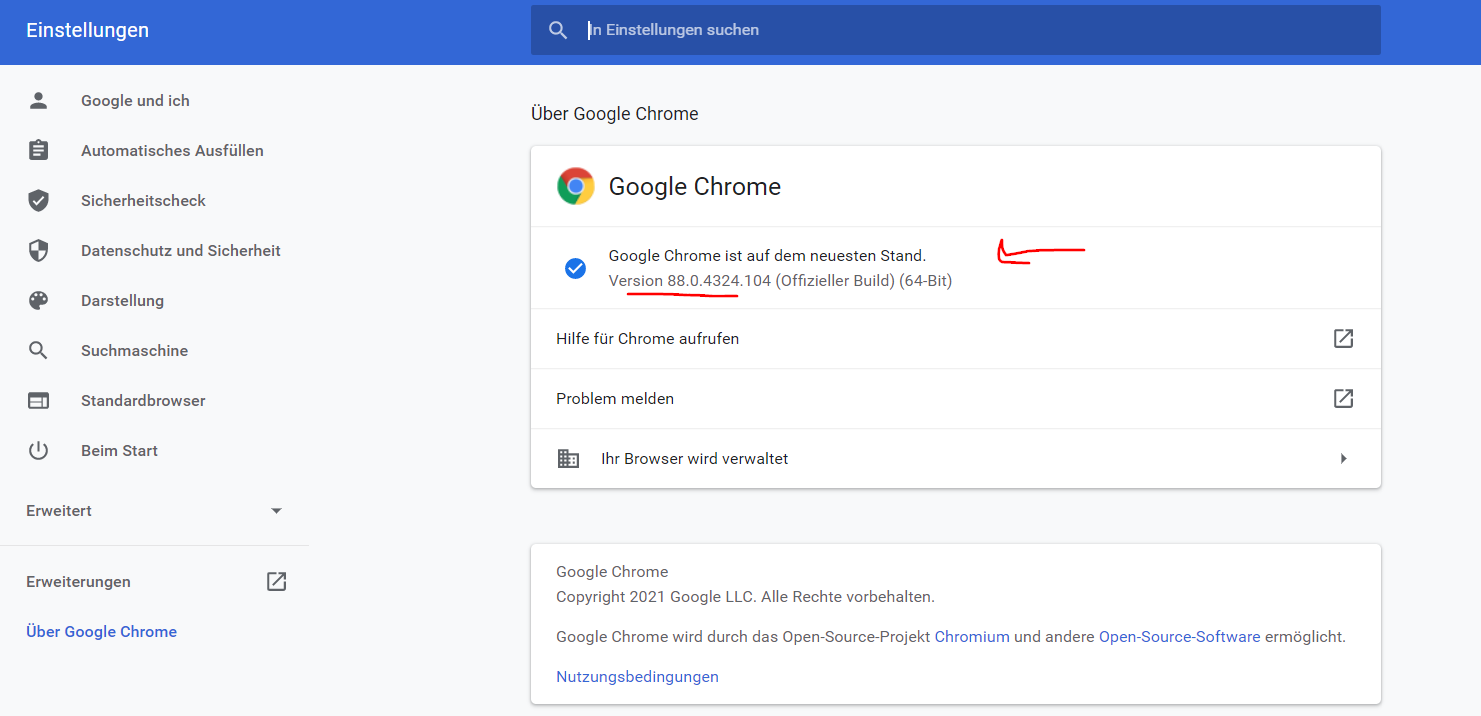 Einstellungen
In Einstellungen suchen
Google und ich
Automatisches Ausfüllen
Sicherheitscheck
Datenschutz und Sicherheit
Darstellung
Suchmaschine
Standardbrowser
Beim Start
Erweitert
Erweiterungen
Über Google Chrome
Über Google Chrome
Google Chrome
Google Chrome ist auf dem neuesten Stand.
Version 88.0.4324.104 (Offizieller Build) (64-Bit)
Hilfe für Chrome aufrufen
Problem melden
Ihr Browser wird verwaltet
Google Chrome
Copyright 2021 Google LLC. Alle Rechte vorbehalten.
Google Chrome wird durch das Open-Source-Projekt Chromium und andere Open-Source-Software ermöglicht.
Nutzungsbedingungen